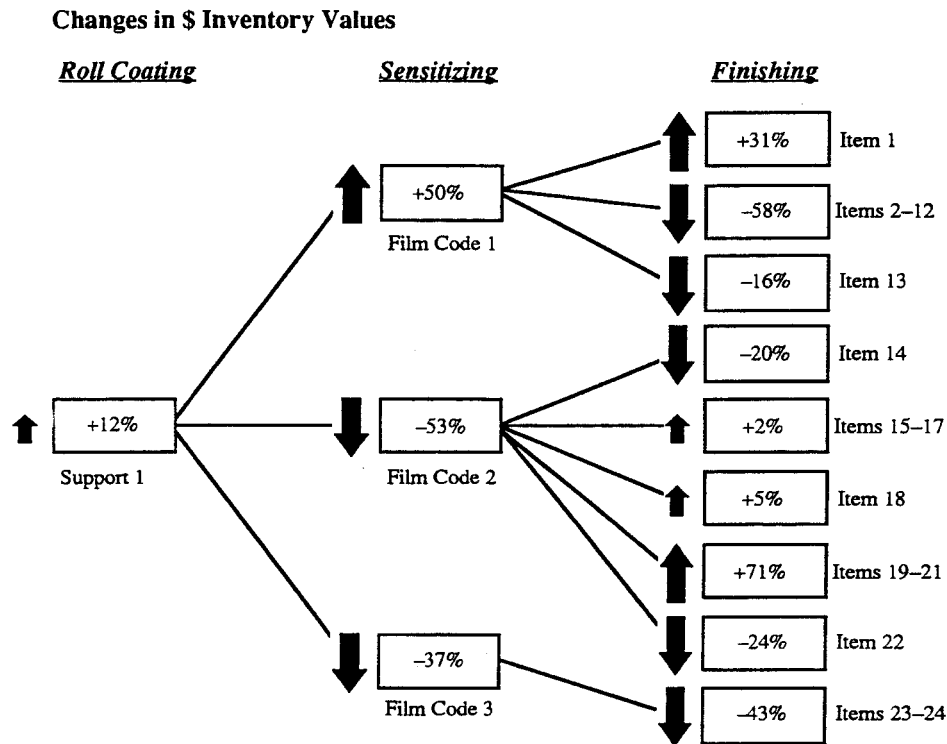 Changes in $ Inventory Values
Roll Coating Sensitizing Finishing
+31% Item 1
+50%
Film Code 1
–58% Items 2–12
–16% Item 13
–20% Item 14
+12%
Support 1
–53%
Film Code 2
+2% Items 15–17
+5% Item 18
+71% Items 19–21
–24% Item 22
–37%
Film Code 3
–43% Items 23–24